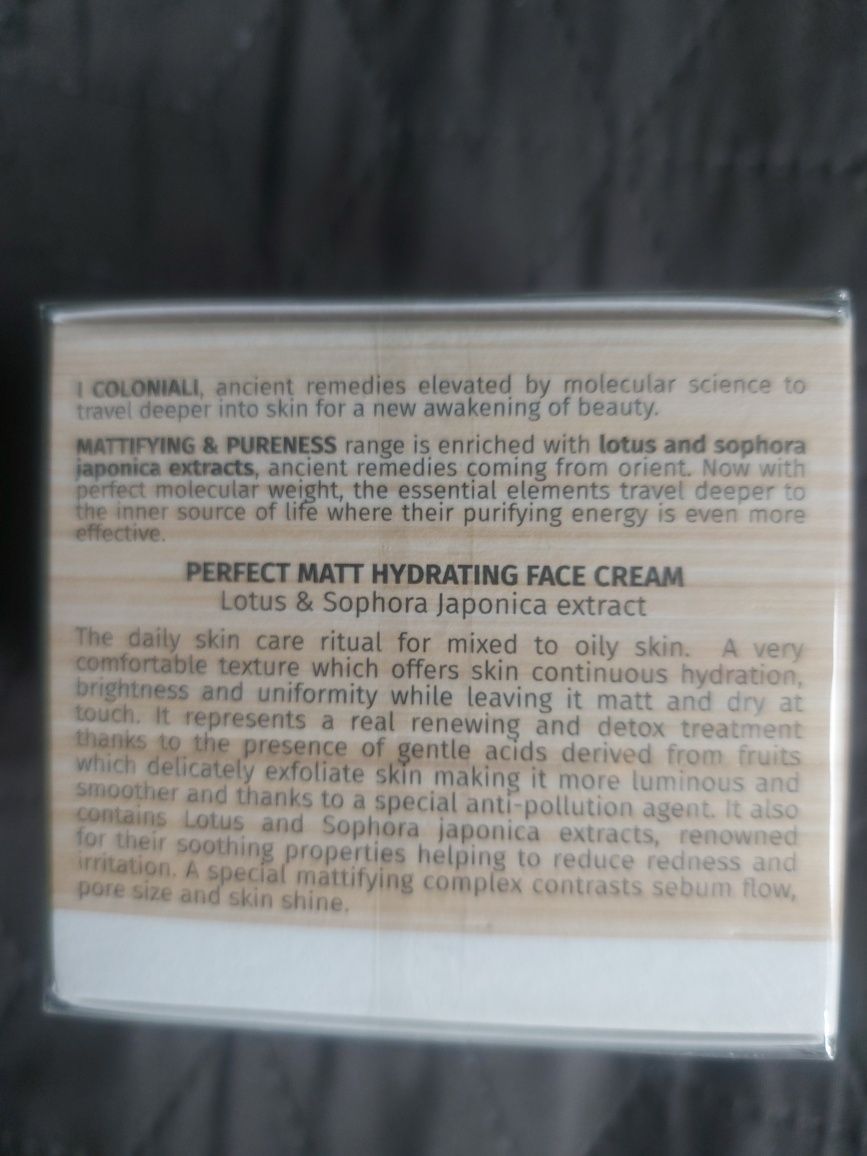 I COLONIALI, ancient remedies elevated by molecular science to
travel deeper into skin for a new awakening of beauty.
MATTIFYING & PURENESS range is enriched with lotus and sophora
japonica extracts, ancient remedies coming from orient. Now with
perfect molecular weight, the essential elements travel deeper to
the inner source of life where their purifying energy is even more
effective.
PERFECT MATT HYDRATING FACE CREAM
Lotus & Sophora Japonica extract
The daily skin care ritual for mixed to oily skin. A very
comfortable texture which offers skin continuous hydration,
brightness and uniformity while leaving it matt and dry at
touch. It represents a real renewing and detox treatment
thanks to the presence of gentle acids derived from fruits
which delicately exfoliate skin making it more luminous and
smoother and thanks to a special anti-pollution agent. It also
contains Lotus and Sophora japonica extracts, renowned
for their soothing properties helping to reduce redness and
irritation. A special mattifying complex contrasts sebum flow,
pore size and skin shine.